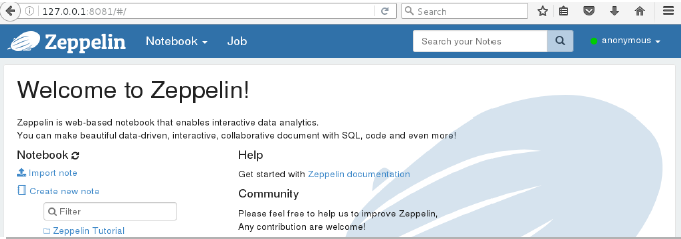 127.0.0.1:8081/#/
Search
Zeppelin
Notebook
Job
Search your Notes
anonymous
Welcome to Zeppelin!
Zeppelin is web-based notebook that enables interactive data analytics.
You can make beautiful data-driven, interactive, collaborative document with SQL, code and even more!
Notebook
Import note
Create new note
Filter
Zeppelin Tutorial
Help
Get started with Zeppelin documentation
Community
Please feel free to help us to improve Zeppelin,
Any contribution are welcome!